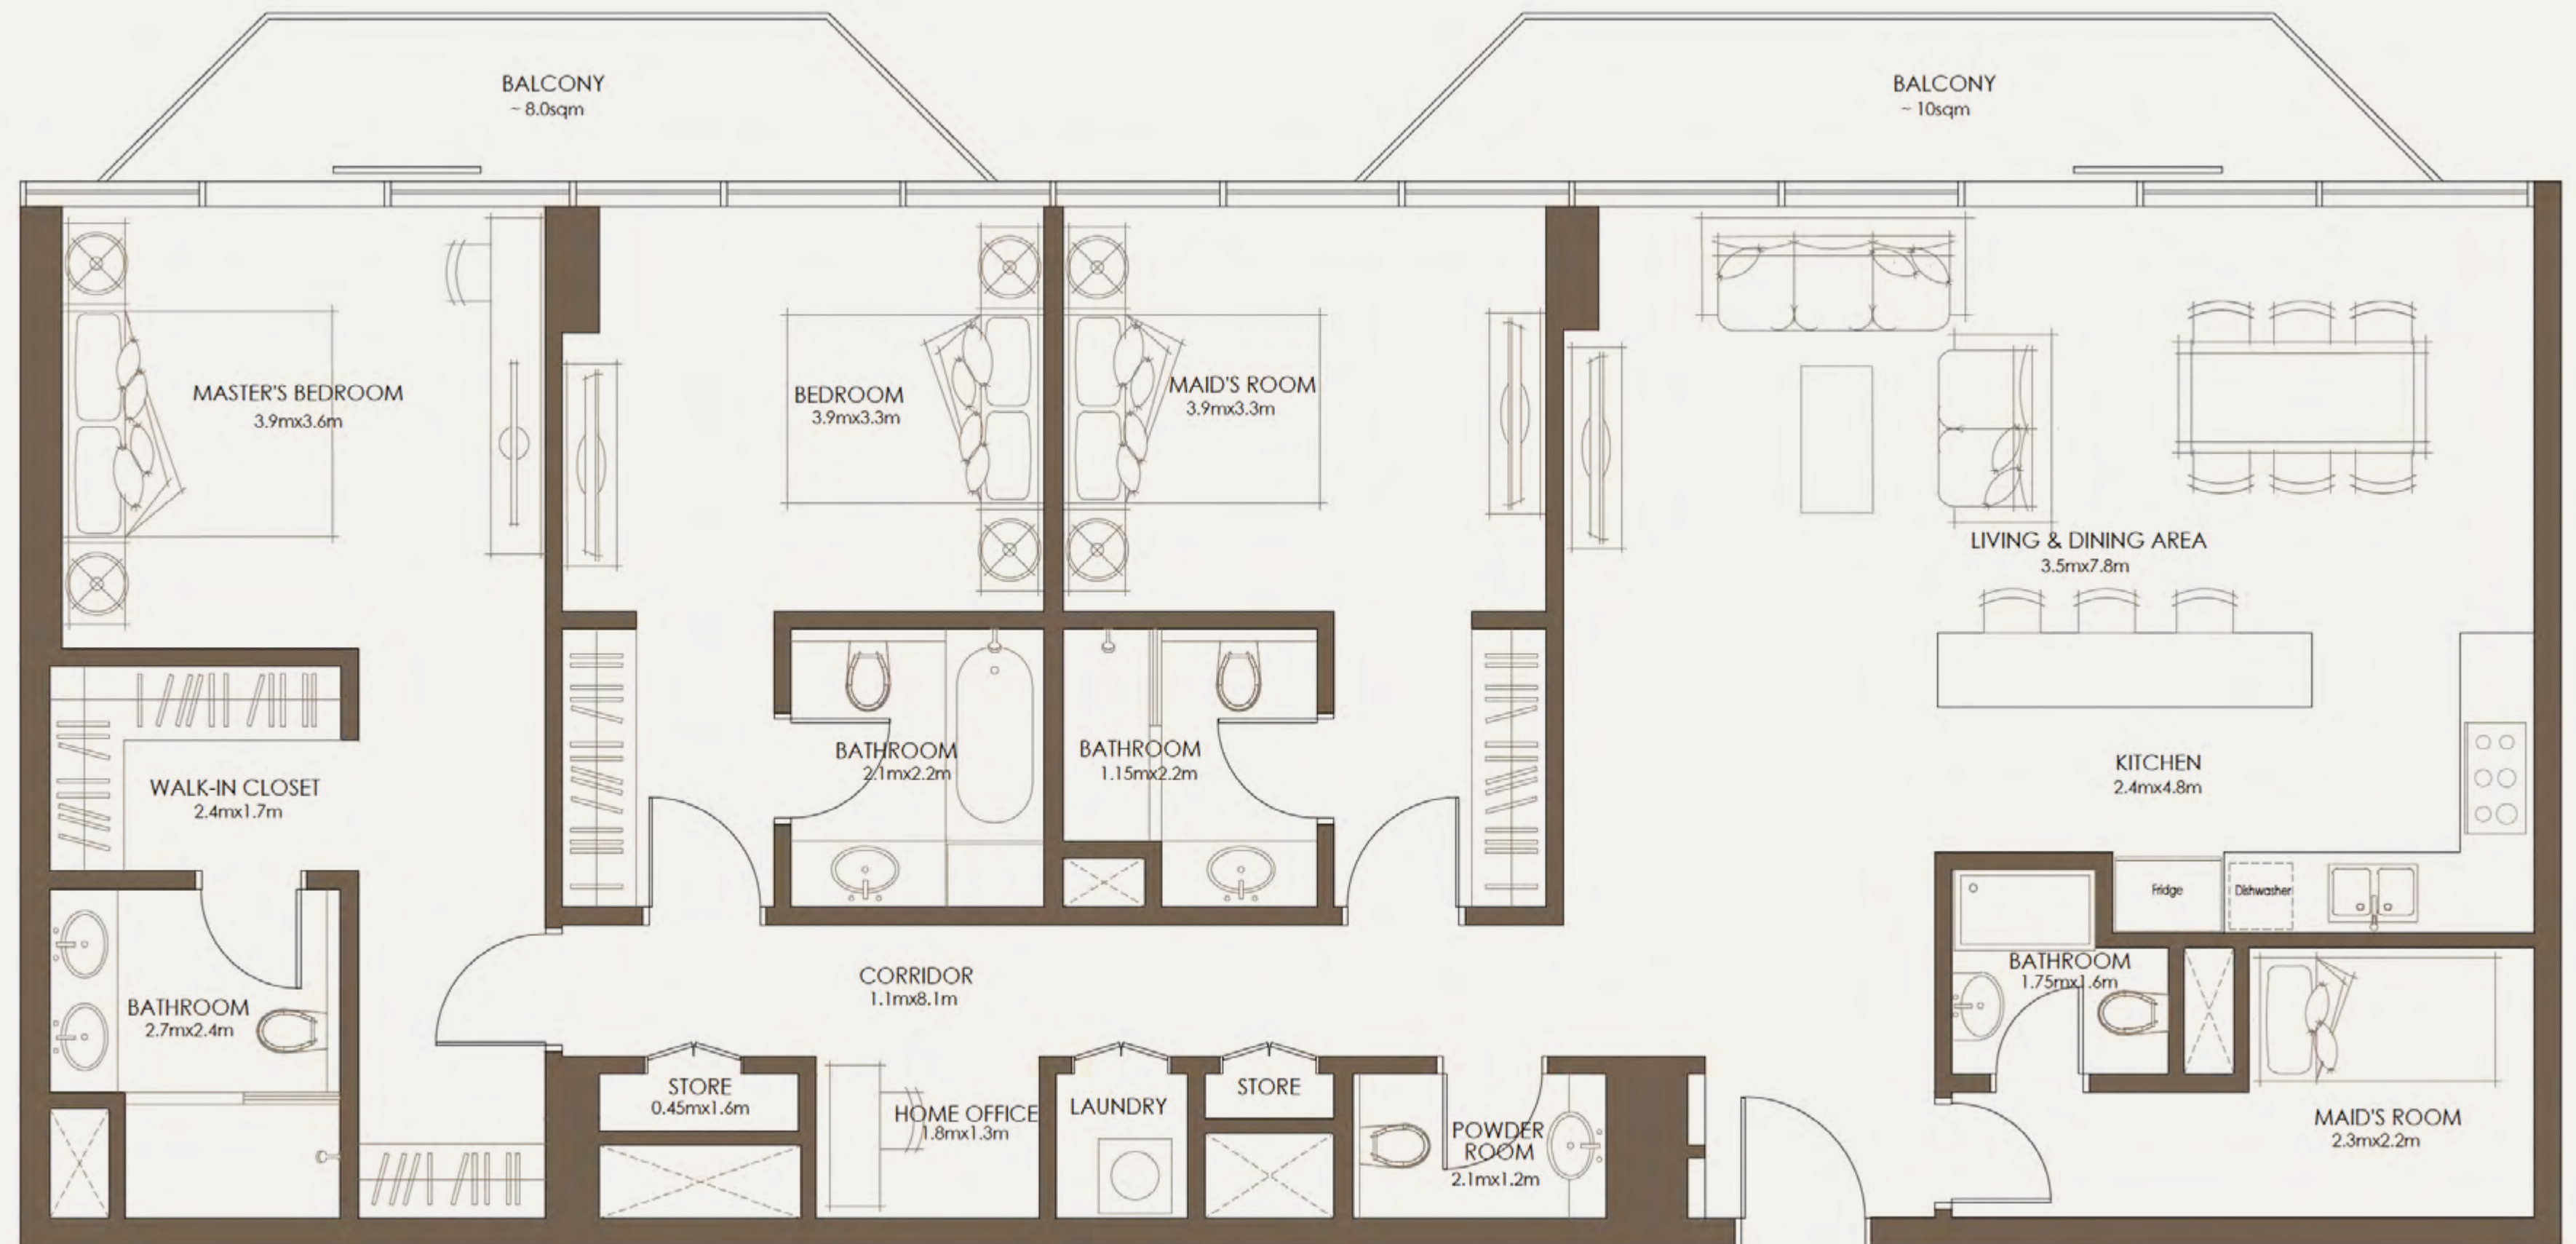 BALCONY
~ 8.0sqm
BALCONY
~ 10sqm
MASTER'S BEDROOM
3.9mx3.6m
BEDROOM
3.9mx3.3m
MAID'S ROOM
3.9mx3.3m
LIVING & DINING AREA
3.5mx7.8m
WALK-IN CLOSET
2.4mx1.7m
BATHROOM
2.1mx2.2m
BATHROOM
1.15mx2.2m
KITCHEN
2.4mx4.8m
Fridge
Dishwasher
BATHROOM
2.7mx2.4m
CORRIDOR
1.1mx8.1m
BATHROOM
1.75mx1.6m
STORE
0.45mx1.6m
HOME OFFICE
1.8mx1.3m
LAUNDRY
STORE
POWDER
ROOM
2.1mx1.2m
MAID'S ROOM
2.3mx2.2m